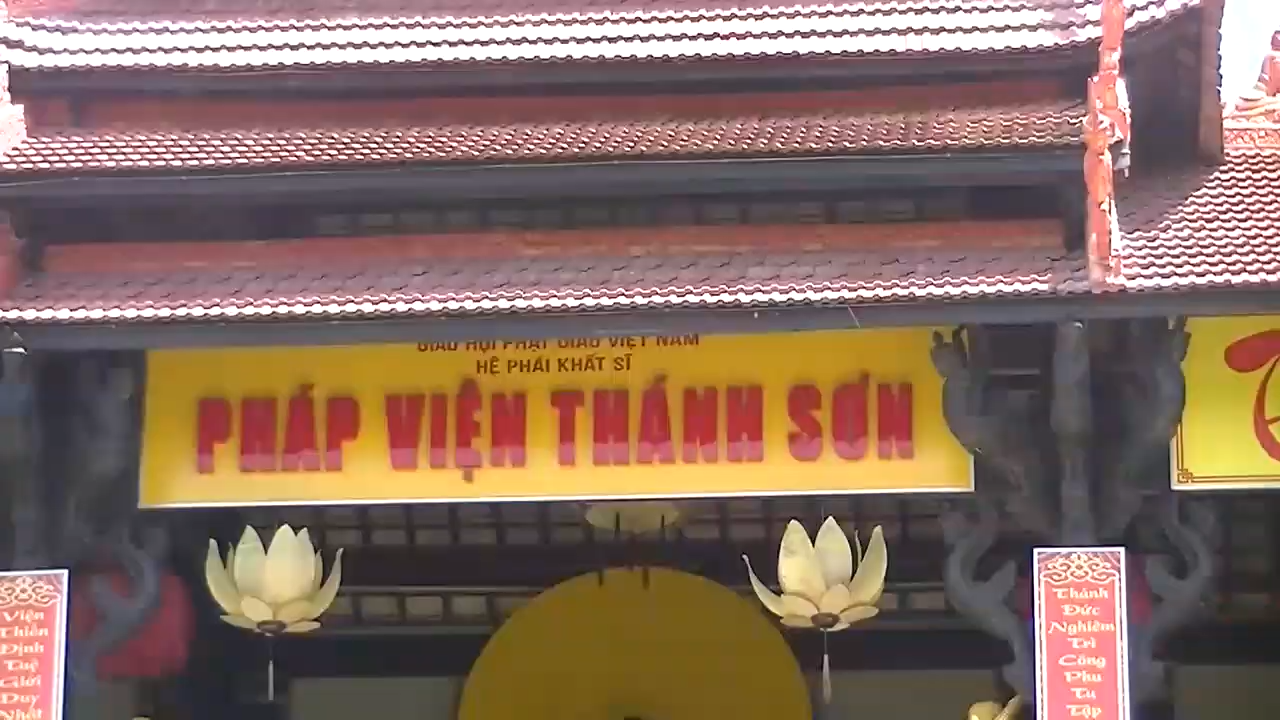 GIÁO HỘI PHẬT GIÁO VIỆT NAM
HỆ PHÁI KHẤT SĨ
PHÁP VIỆN THÁNH SƠN
Viện
Thiền
Định
Tuệ
Giới
Duy
Nhất
Thánh
Đức
Nghiêm
Trì
Công
Phu
Tu
Tập